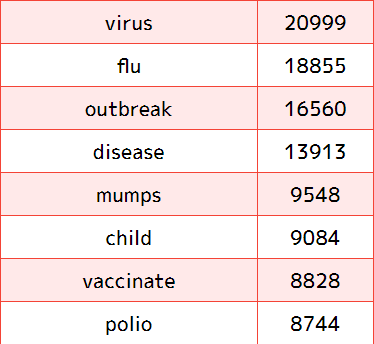 virus 20999
flu 18855
outbreak 16560
disease 13913
mumps 9548
child 9084
vaccinate 8828
polio 8744